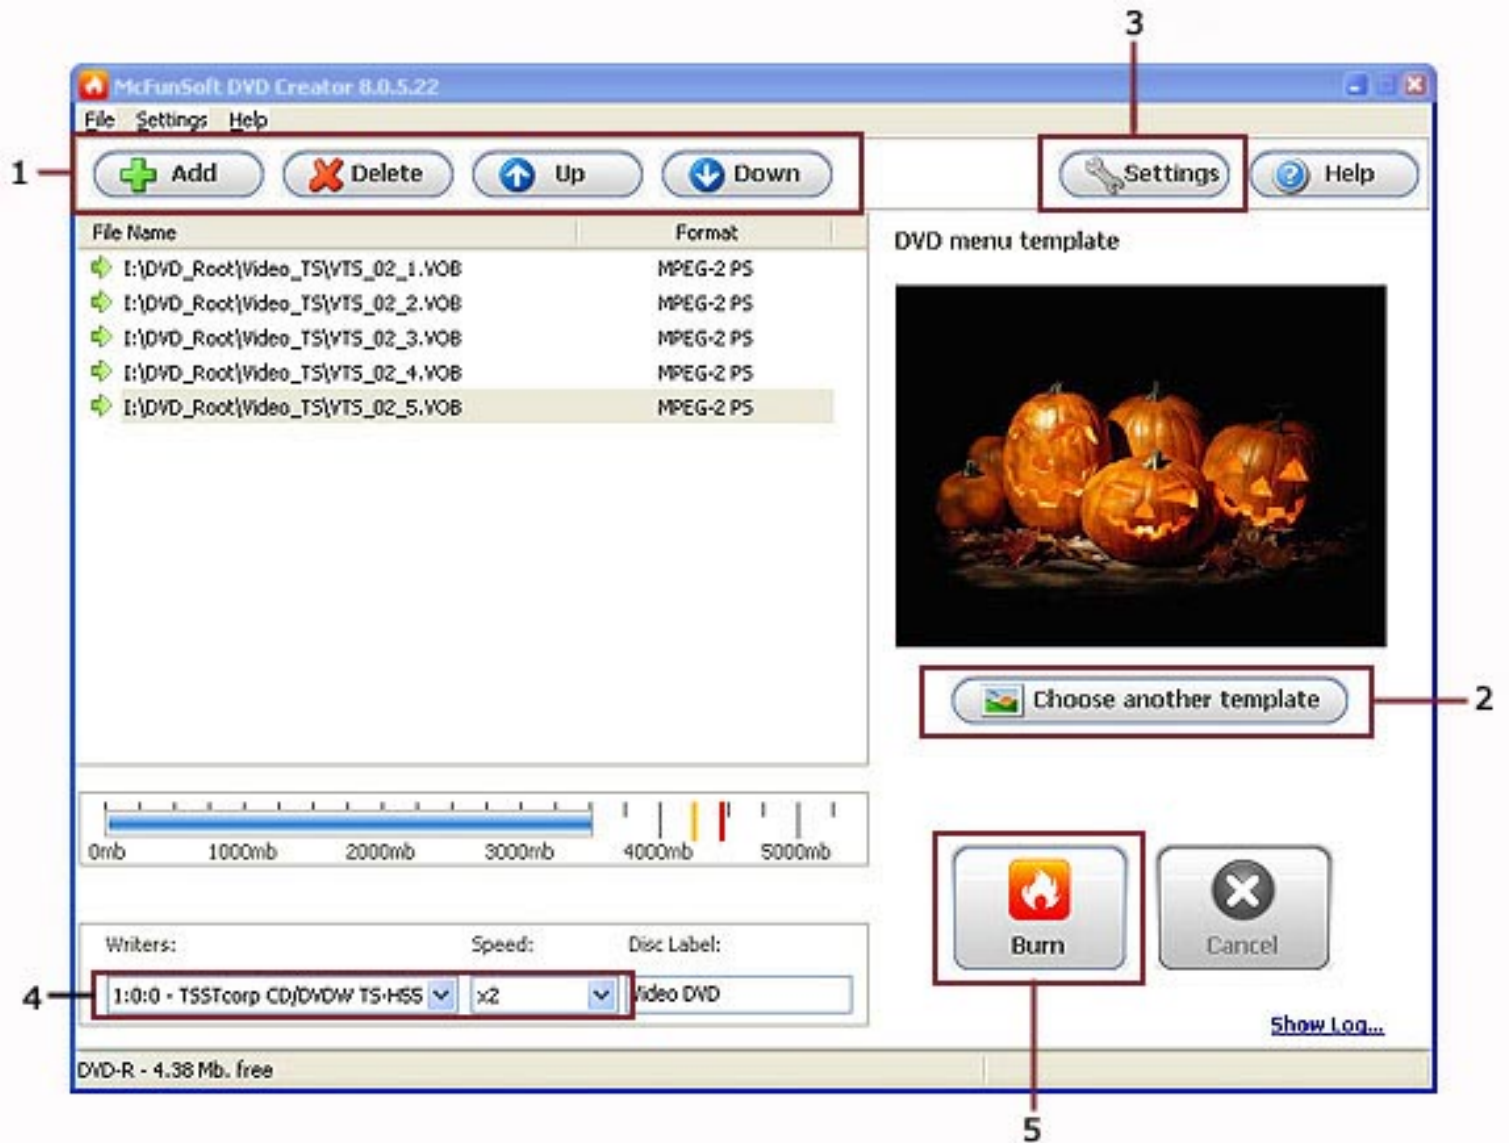 3
McFunSoft DVD Creator 8.0.5.22
File Settings Help
1
Add Delete Up Down Settings Help
File Name Format
I:\DVD_Root\Video_TS\VTS_02_1.VOB MPEG-2 PS
I:\DVD_Root\Video_TS\VTS_02_2.VOB MPEG-2 PS
I:\DVD_Root\Video_TS\VTS_02_3.VOB MPEG-2 PS
I:\DVD_Root\Video_TS\VTS_02_4.VOB MPEG-2 PS
I:\DVD_Root\Video_TS\VTS_02_5.VOB MPEG-2 PS
DVD menu template
Choose another template
2
0mb 1000mb 2000mb 3000mb 4000mb 5000mb
Burn Cancel
Writers: Speed: Disc Label:
4
1:0:0 - TSSTcorp CD/DVDW TS-H55 x2 Video DVD
Show Log...
DVD-R - 4.38 Mb. free
5